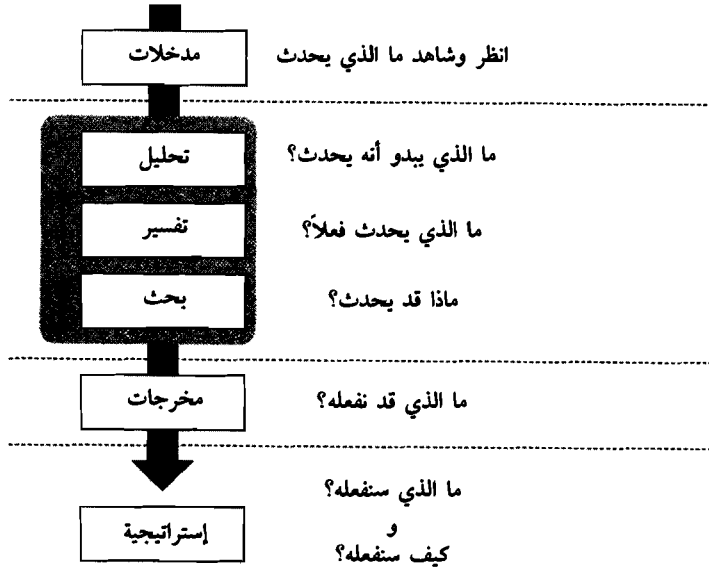 مدخلات
انظر وشاهد ما الذي يحدث
تحليل
ما الذي يبدو أنه يحدث؟
تفسير
ما الذي يحدث فعلاً؟
بحث
ماذا قد يحدث؟
مخرجات
ما الذي قد نفعله؟
إستراتيجية
ما الذي سنفعله؟
و
كيف سنفعله؟